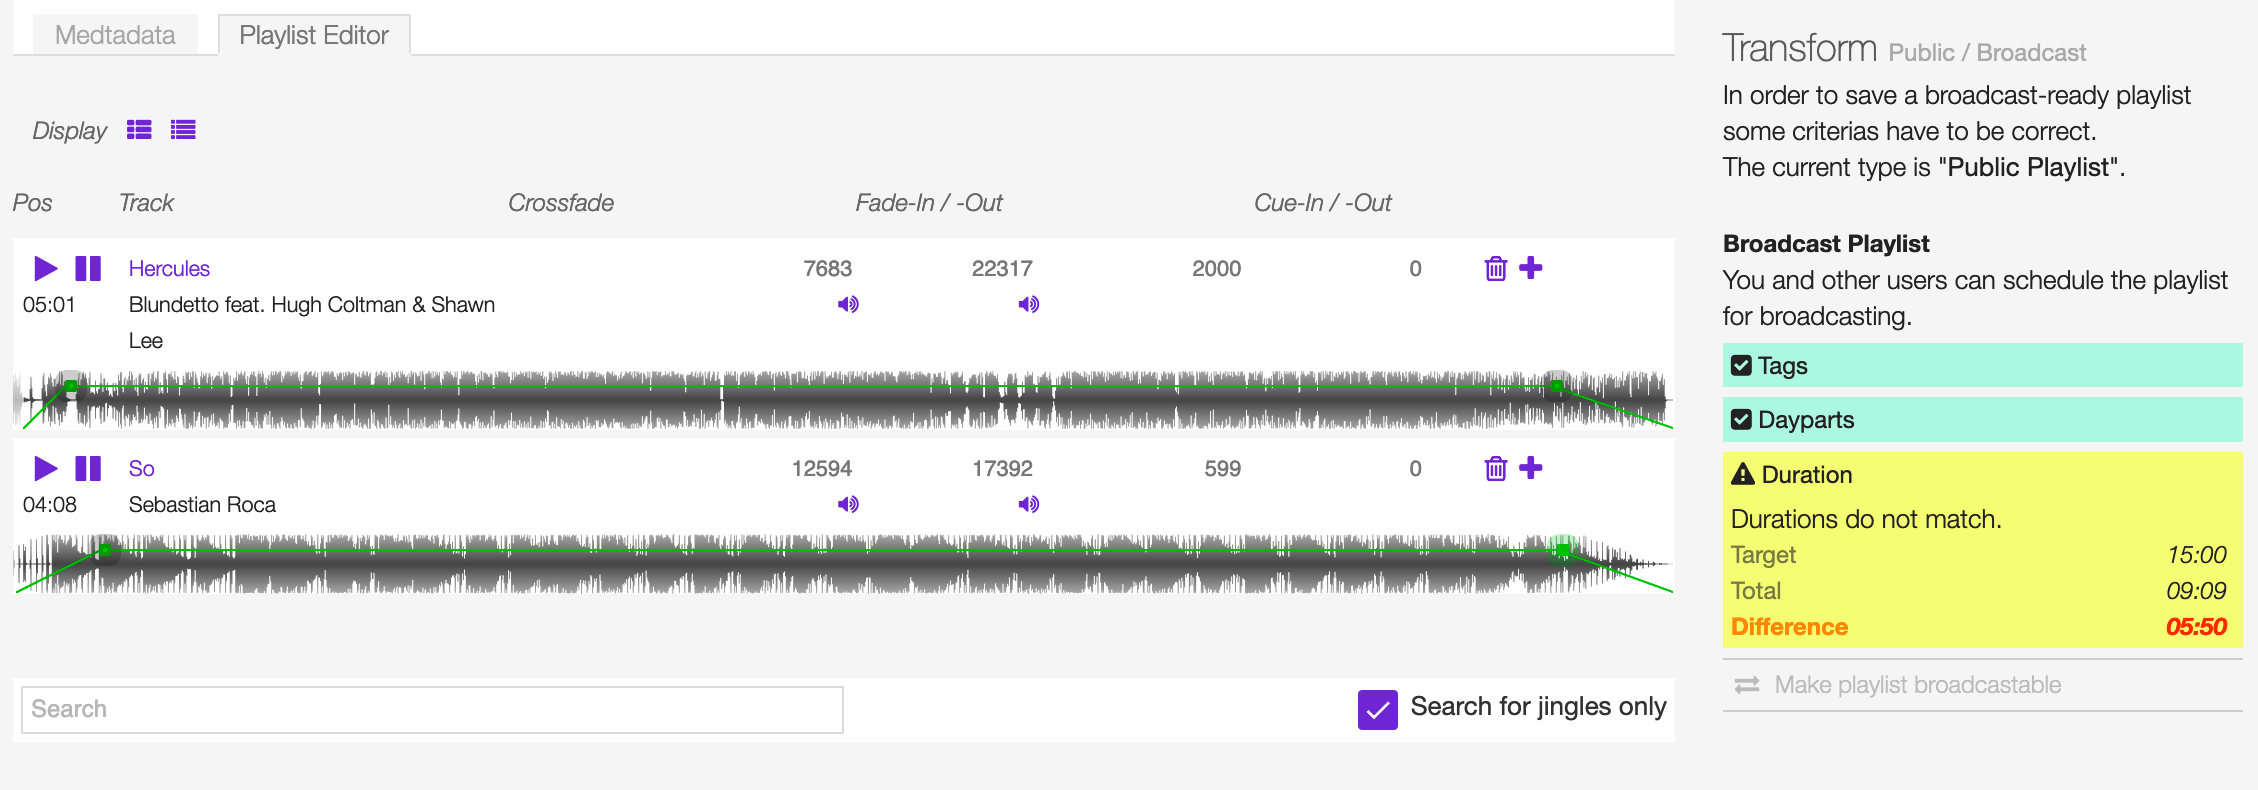 Medtadata
Playlist Editor
Display
Pos Track Crossfade Fade-In / -Out Cue-In / -Out
Hercules 7683 22317 2000 0
05:01 Blundetto feat. Hugh Coltman & Shawn
Lee
So 12594 17392 599 0
04:08 Sebastian Roca
Search
Search for jingles only
Transform Public / Broadcast
In order to save a broadcast-ready playlist
some criterias have to be correct.
The current type is "Public Playlist".
Broadcast Playlist
You and other users can schedule the playlist
for broadcasting.
Tags
Dayparts
Duration
Durations do not match.
Target 15:00
Total 09:09
Difference 05:50
Make playlist broadcastable